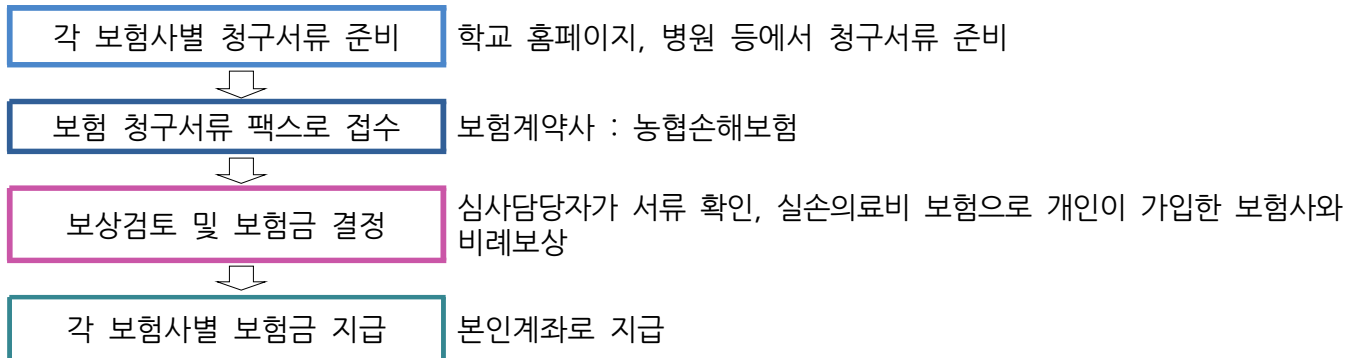 각 보험사별 청구서류 준비
학교 홈페이지, 병원 등에서 청구서류 준비
보험 청구서류 팩스로 접수
보험계약사 : 농협손해보험
보상검토 및 보험금 결정
심사담당자가 서류 확인, 실손의료비 보험으로 개인이 가입한 보험사와
비례보상
각 보험사별 보험금 지급
본인계좌로 지급